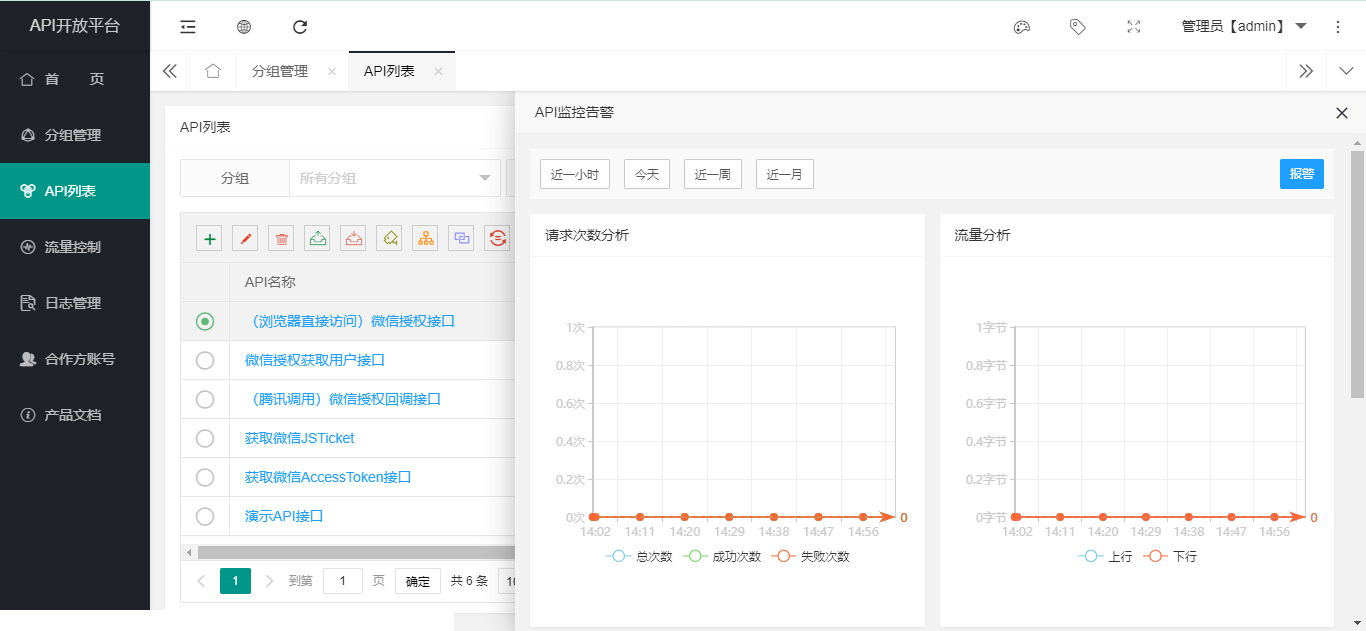 API开放平台
管理员【admin】
首 页
分组管理
API列表
流量控制
日志管理
合作方账号
产品文档
分组管理
API列表
API列表
分组
所有分组
API名称
（浏览器直接访问）微信授权接口
微信授权获取用户接口
（腾讯调用）微信授权回调接口
获取微信JSTicket
获取微信AccessToken接口
演示API接口
1 到第 1 页 确定 共 6 条 10
API监控告警
近一小时 今天 近一周 近一月 报警
请求次数分析
1次
0.8次
0.6次
0.4次
0.2次
0次
0
14:02 14:11 14:20 14:29 14:38 14:47 14:56
总次数 成功次数 失败次数
流量分析
1字节
0.8字节
0.6字节
0.4字节
0.2字节
0字节
0
14:02 14:11 14:20 14:29 14:38 14:47 14:56
上行 下行